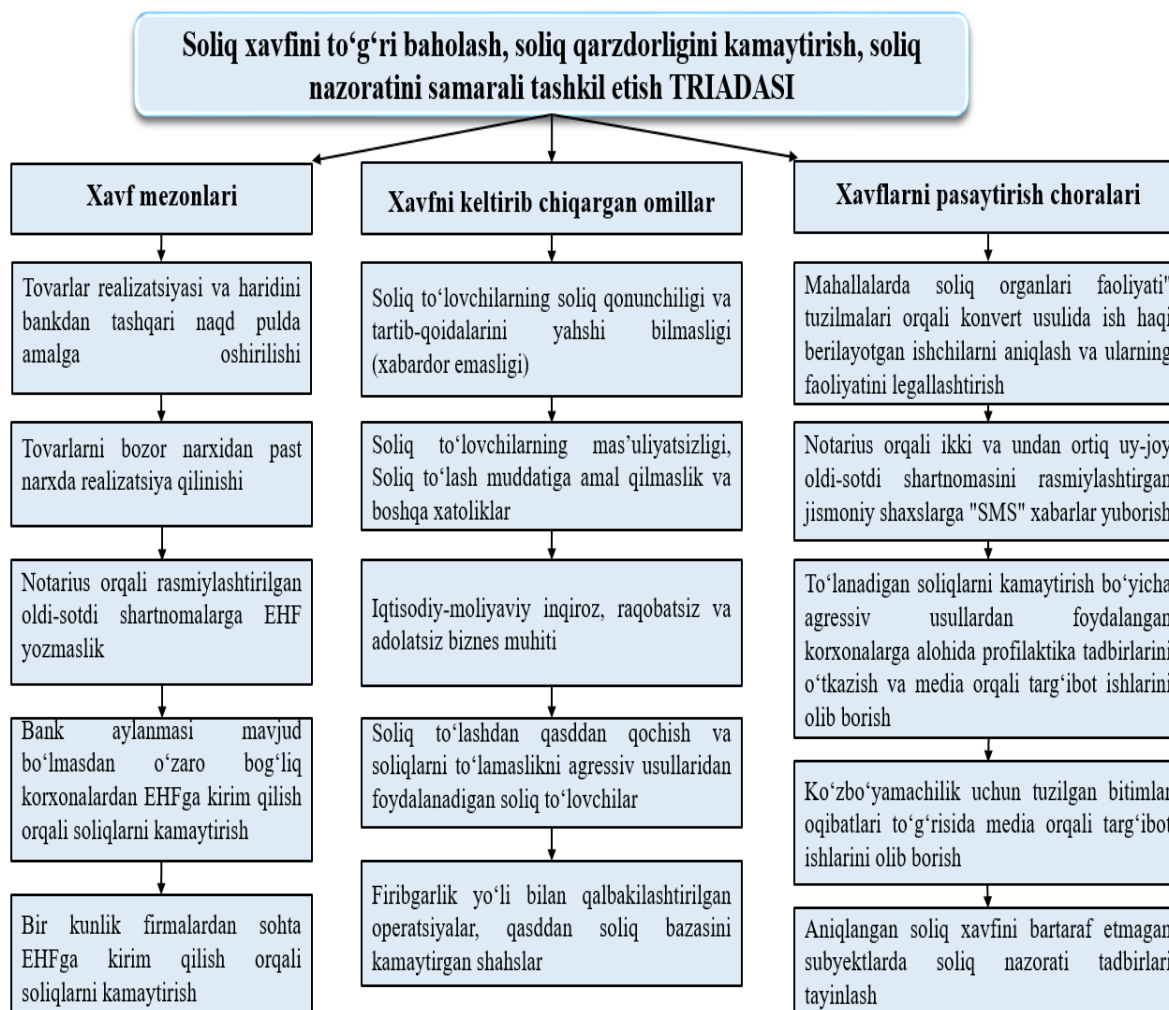 Soliq xavfini to‘g‘ri baholash, soliq qarzdorligini kamaytirish, soliq
nazoratini samarali tashkil etish TRIADASI
Xavf mezonlari
Tovarlar realizatsiyasi va haridini
bankdan tashqari naqd pulda
amalga oshirilishi
Tovarlarni bozor narxidan past
narxda realizatsiya qilinishi
Notarius orqali rasmiylashtirilgan
oldi-sotdi shartnomalarga EHF
yozmaslik
Bank aylanmasi mavjud
bo‘lmasdan o‘zaro bog‘liq
korxonalardan EHFga kirim qilish
orqali soliqlarni kamaytirish
Bir kunlik firmalardan sohta
EHFga kirim qilish orqali
soliqlarni kamaytirish
Xavfni keltirib chiqargan omillar
Soliq to‘lovchilarning soliq qonunchiligi va
tartib-qoidalarini yahshi bilmasligi
(xabardor emasligi)
Soliq to‘lovchilarning mas’uliyatsizligi,
Soliq to‘lash muddatiga amal qilmaslik va
boshqa xatoliklar
Iqtisodiy-moliyaviy inqiroz, raqobatsiz va
adolatsiz biznes muhiti
Soliq to‘lashdan qasddan qochish va
soliqlarni to‘lamaslikni agressiv usullaridan
foydalanadigan soliq to‘lovchilar
Firibgarlik yo‘li bilan qalbakilashtirilgan
operatsiyalar, qasddan soliq bazasini
kamaytirgan shahslar
Xavflarni pasaytirish choralari
Mahallalarda soliq organlari faoliyati"
tuzilmalari orqali konvert usulida ish haqi
berilayotgan ishchilarni aniqlash va ularning
faoliyatini legallashtirish
Notarius orqali ikki va undan ortiq uy-joy
oldi-sotdi shartnomasini rasmiylashtirgan
jismoniy shaxslarga "SMS" xabarlar yuborish
To‘lanadigan soliqlarni kamaytirish bo‘yicha
agressiv usullardan foydalangan
korxonalarga alohida profilaktika tadbirlarini
o‘tkazish va media orqali targ‘ibot ishlarini
olib borish
Ko‘zbo‘yamachilik uchun tuzilgan bitimlar
oqibatlari to‘g‘risida media orqali targ‘ibot
ishlarini olib borish
Aniqlangan soliq xavfini bartaraf etmagan
subyektlarda soliq nazorati tadbirlari
tayinlash